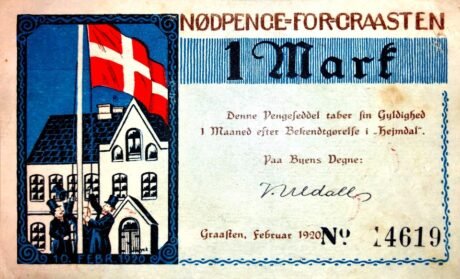 NØDPENGE=FOR=GRAASTEN
1 Mark
Denne Pengeseddel taber sin Gyldighed
1 Maaned efter Bekendtgørelse i „Hejmdal“.
Paa Byens Vegne:
V. Uldall
Graasten, Februar 1920. No 14619
10. FEBR. 1920